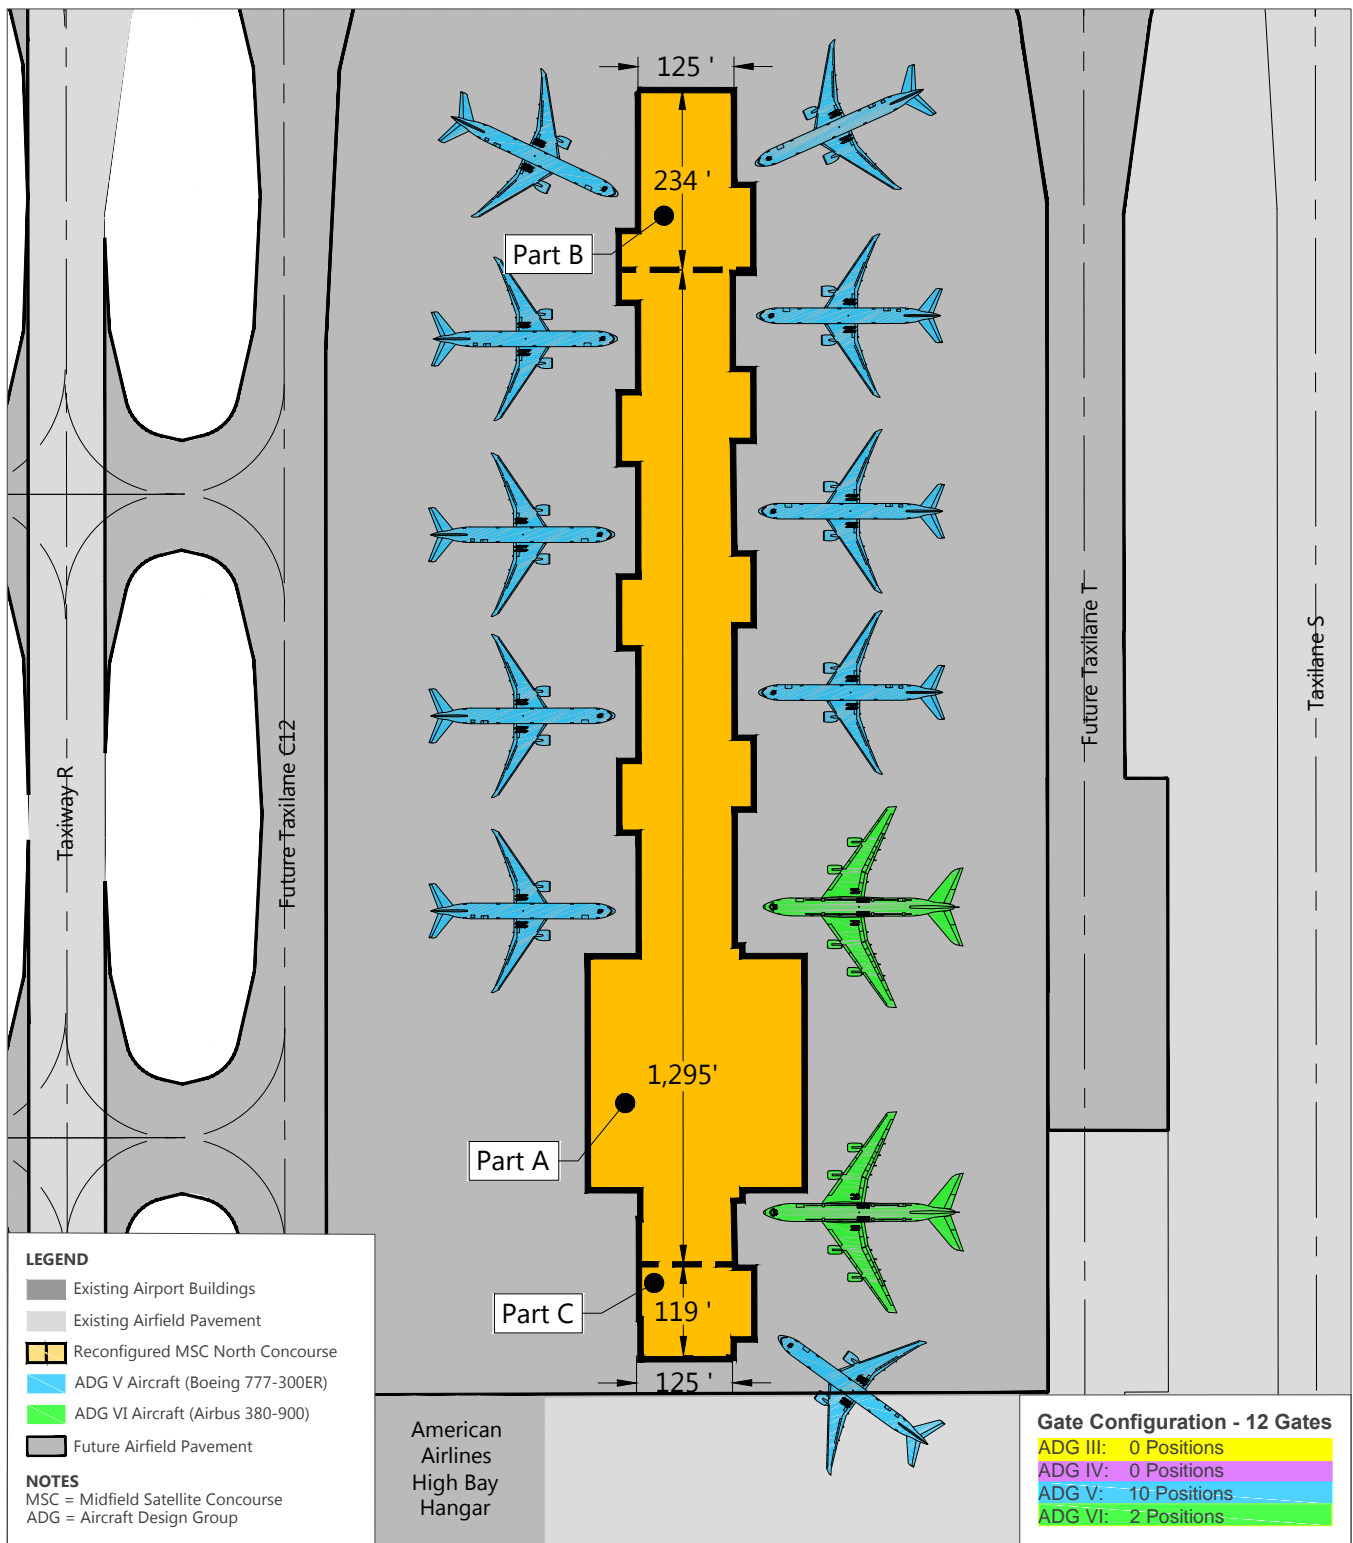 125 '
234 '
Part B
Future Taxilane T
Taxilane S
Future Taxilane C12
Taxiway R
1,295'
Part A
Part C
119 '
125 '
American
Airlines
High Bay
Hangar
LEGEND
Existing Airport Buildings
Existing Airfield Pavement
Reconfigured MSC North Concourse
ADG V Aircraft (Boeing 777-300ER)
ADG VI Aircraft (Airbus 380-900)
Future Airfield Pavement
NOTES
MSC = Midfield Satellite Concourse
ADG = Aircraft Design Group
Gate Configuration - 12 Gates
ADG III: 0 Positions
ADG IV: 0 Positions
ADG V: 10 Positions
ADG VI: 2 Positions